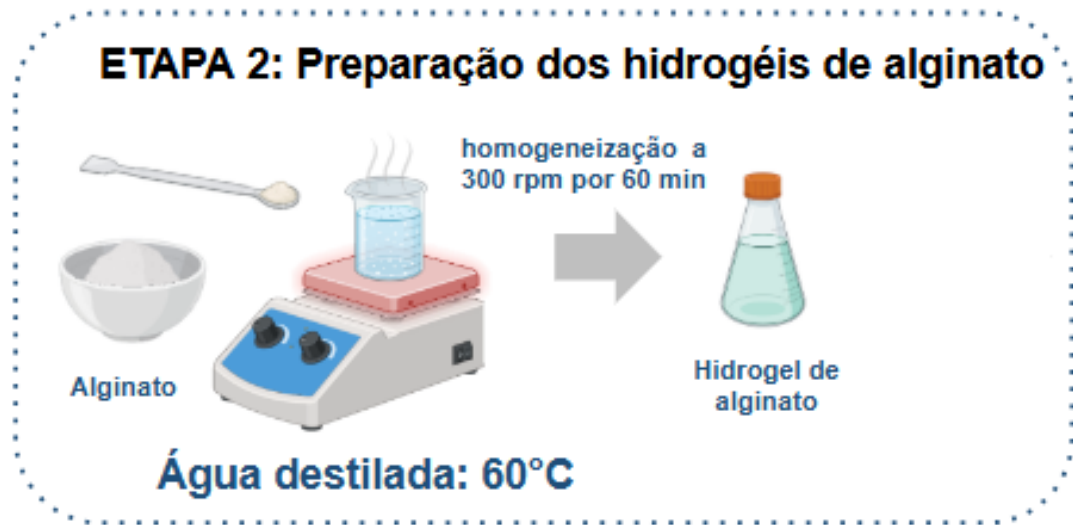 ETAPA 2: Preparação dos hidrogéis de alginato
homogeneização a
300 rpm por 60 min
Alginato
Hidrogel de
alginato
Água destilada: 60°C